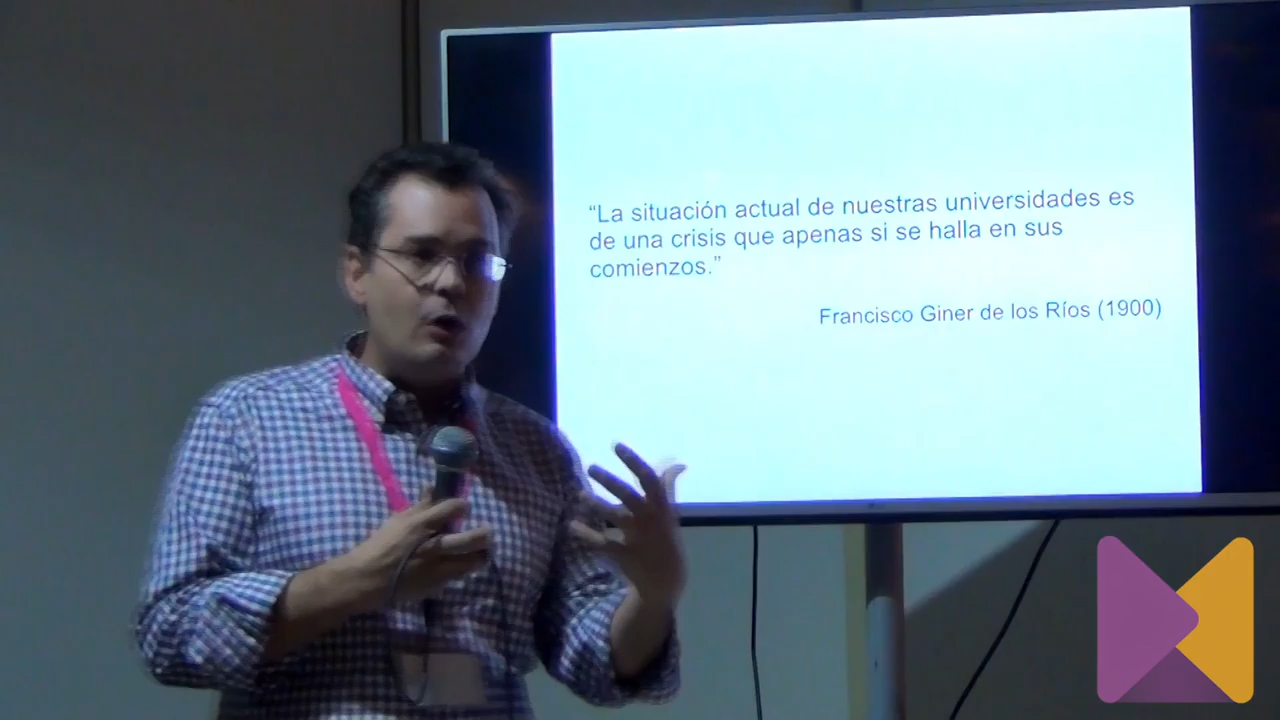 “La situación actual de nuestras universidades es
de una crisis que apenas si se halla en sus
comienzos.”
Francisco Giner de los Ríos (1900)